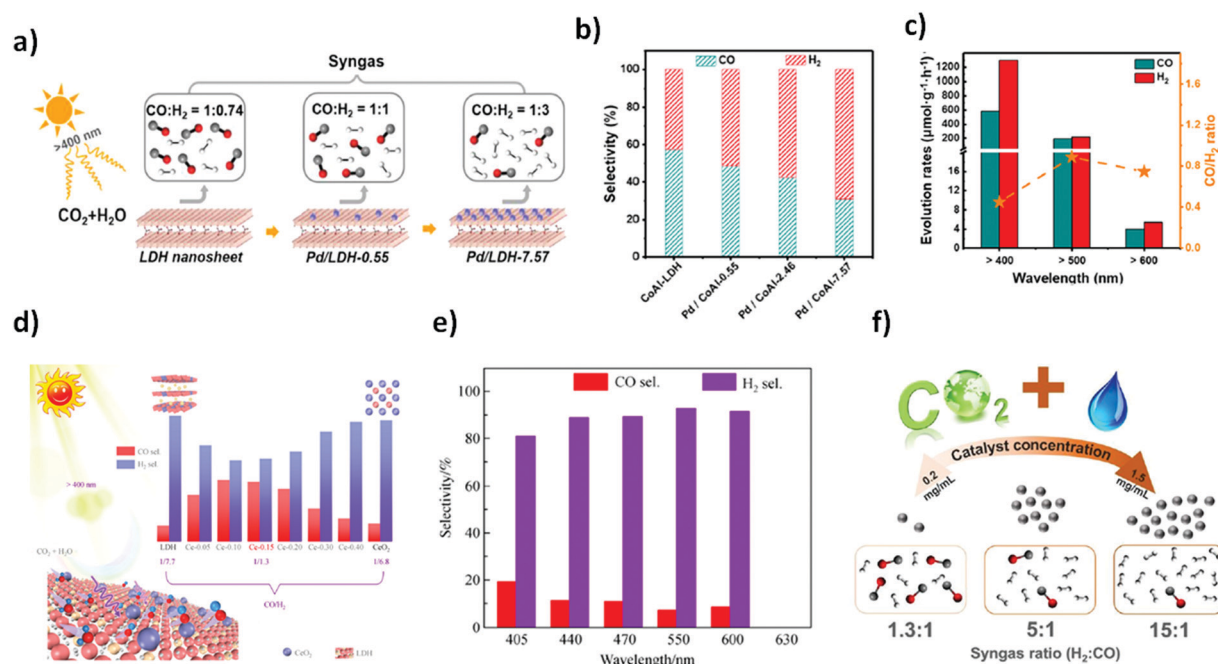 a)
Syngas
CO:H₂ = 1:0.74
CO:H₂ = 1:1
CO:H₂ = 1:3
>400 nm
CO₂+H₂O
LDH nanosheet
Pd/LDH-0.55
Pd/LDH-7.57
b)
CO
H₂
Selectivity (%)
100
80
60
40
20
0
CoAl-LDH
Pd / CoAl-0.55
Pd / CoAl-2.46
Pd / CoAl-7.57
c)
CO
H₂
Evolution rates (μmol·g⁻¹·h⁻¹)
1200
1000
800
600
400
200
16
12
8
4
0
1.6
1.2
0.8
0.4
0.0
CO/H₂ ratio
> 400
> 500
> 600
Wavelength (nm)
d)
CO sel.
H₂ sel.
> 400 nm
CO₂ + H₂O
LDH
Ce-0.05
Ce-0.10
Ce-0.15
Ce-0.20
Ce-0.30
Ce-0.40
CeO₂
1/7.7
1/1.3
1/6.8
CO/H₂
CeO₂
LDH
e)
CO sel.
H₂ sel.
Selectivity/%
100
80
60
40
20
0
405
440
470
550
600
630
Wavelength/nm
f)
CO₂
+
Catalyst concentration
0.2
mg/mL
1.5
mg/mL
1.3:1
5:1
15:1
Syngas ratio (H₂:CO)